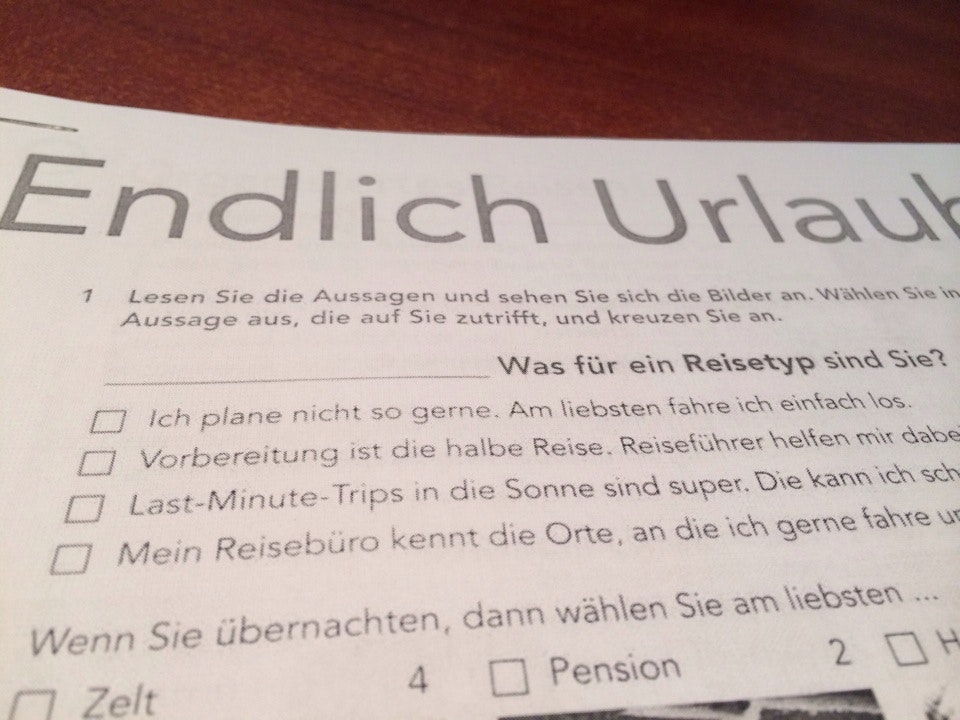 Endlich Urlaub
1 Lesen Sie die Aussagen und sehen Sie sich die Bilder an. Wählen Sie in
Aussage aus, die auf Sie zutrifft, und kreuzen Sie an.
Was für ein Reisetyp sind Sie?
Ich plane nicht so gerne. Am liebsten fahre ich einfach los.
Vorbereitung ist die halbe Reise. Reiseführer helfen mir dabei
Last-Minute-Trips in die Sonne sind super. Die kann ich sch
Mein Reisebüro kennt die Orte, an die ich gerne fahre un
Wenn Sie übernachten, dann wählen Sie am liebsten ...
Zelt 4 Pension 2 H